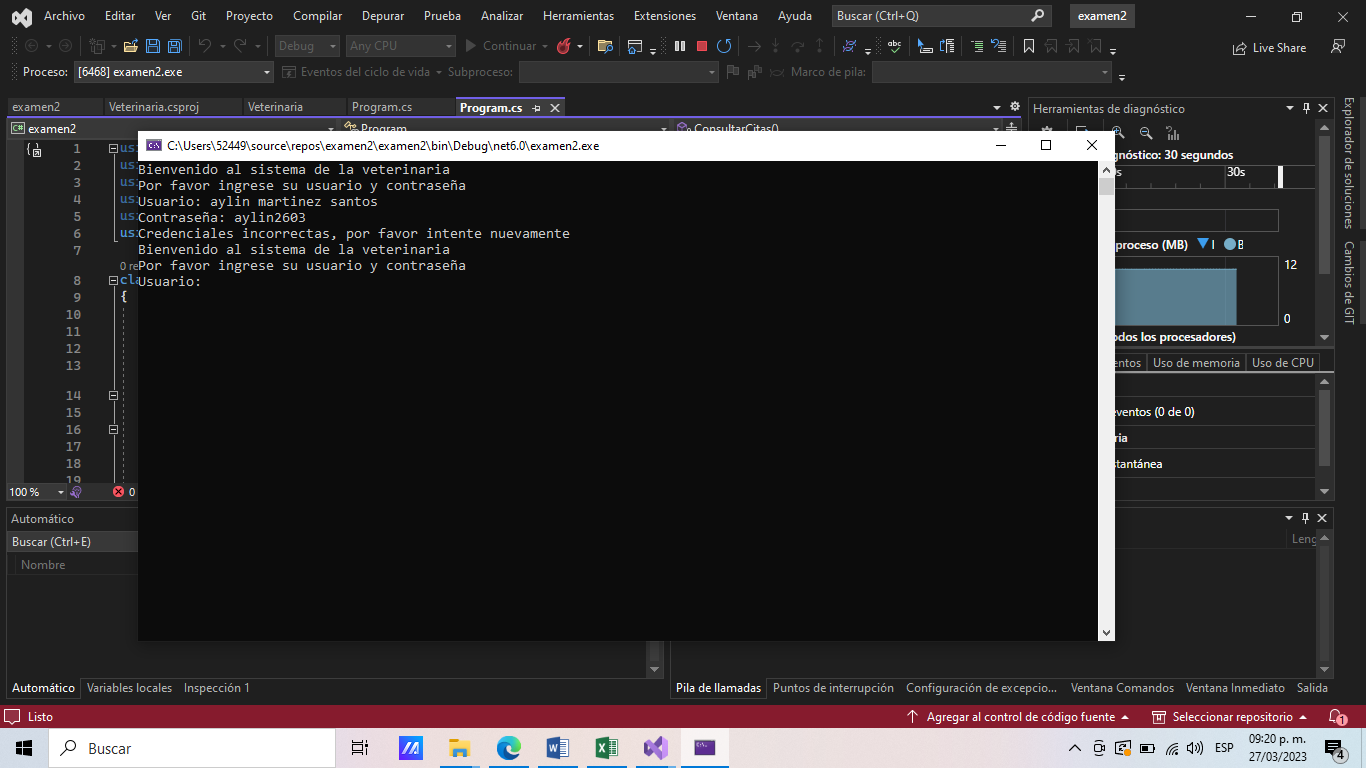 Archivo Editar Ver Git Proyecto Compilar Depurar Prueba Analizar Herramientas Extensiones Ventana Ayuda Buscar (Ctrl+Q) examen2
Debug Any CPU Continuar Live Share
Proceso: [6468] examen2.exe Eventos del ciclo de vida Subproceso: Marco de pila:
examen2 Veterinaria.csproj Veterinaria Program.cs Program.cs
Herramientas de diagnóstico
C# examen2 Program ConsultarCitas()
C:\Users\52449\source\repos\examen2\examen2\bin\Debug\net6.0\examen2.exe
Bienvenido al sistema de la veterinaria
Por favor ingrese su usuario y contraseña
Usuario: aylin martinez santos
Contraseña: aylin2603
Credenciales incorrectas, por favor intente nuevamente
Bienvenido al sistema de la veterinaria
Por favor ingrese su usuario y contraseña
Usuario:
1 us
2 us
3 us
4 us
5 us
6 us
7
0 re
8 cla
9 {
10
11
12
13
14
15
16
17
18
19
100 % 0
gnóstico: 30 segundos
0s 30s
proceso (MB) I B
12
0
odos los procesadores)
entos Uso de memoria Uso de CPU
eventos (0 de 0)
ria
stantánea
Explorador de soluciones
Cambios de GIT
Automático
Buscar (Ctrl+E)
Nombre
Leng
Automático Variables locales Inspección 1
Pila de llamadas Puntos de interrupción Configuración de excepcio... Ventana Comandos Ventana Inmediato Salida
Listo Agregar al control de código fuente Seleccionar repositorio 1
Buscar
ESP
09:20 p. m.
27/03/2023
4